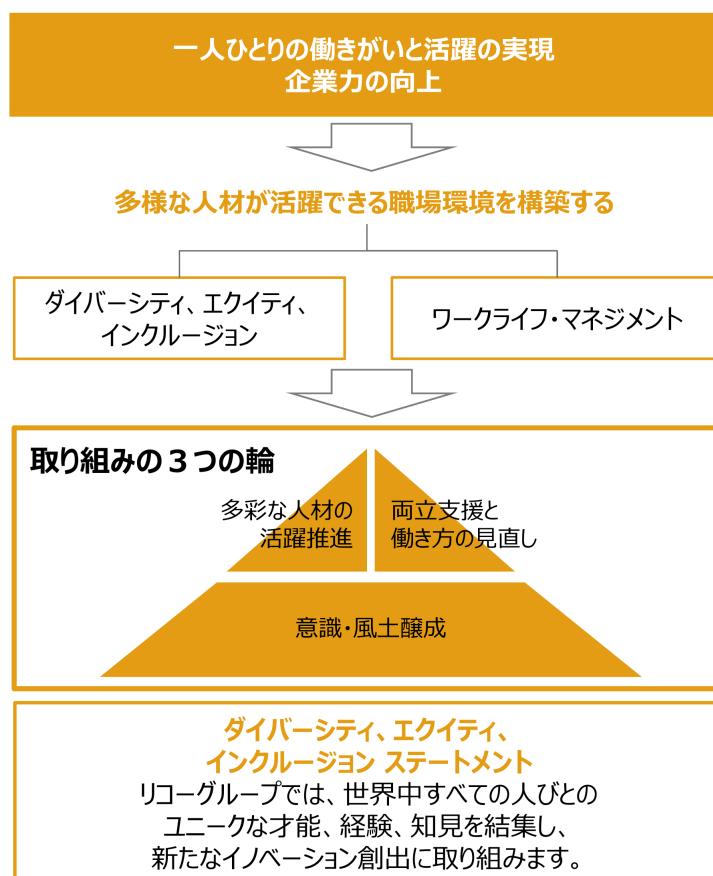 一人ひとりの働きがいと活躍の実現
企業力の向上
多様な人材が活躍できる職場環境を構築する
ダイバーシティ、エクイティ、
インクルージョン
ワークライフ・マネジメント
取り組みの3つの輪
多彩な人材の
活躍推進
両立支援と
働き方の見直し
意識・風土醸成
ダイバーシティ、エクイティ、
インクルージョン ステートメント
リコーグループでは、世界中すべての人びとの
ユニークな才能、経験、知見を結集し、
新たなイノベーション創出に取り組みます。